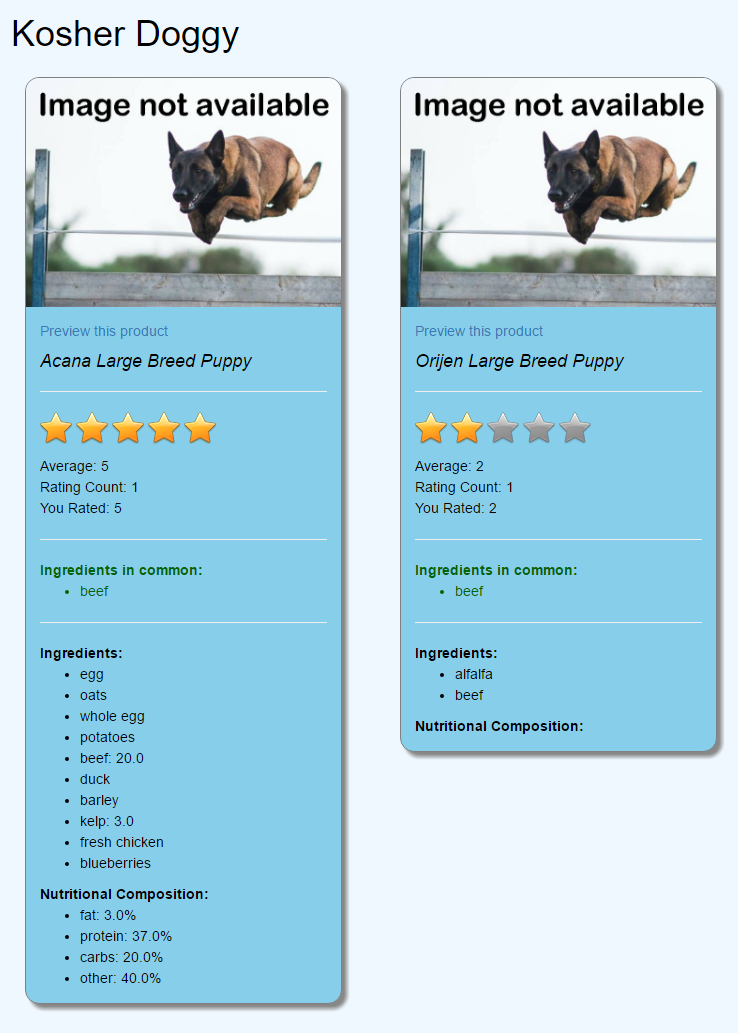 Kosher Doggy
Image not available
Preview this product
Acana Large Breed Puppy
Average: 5
Rating Count: 1
You Rated: 5
Ingredients in common:
beef
Ingredients:
egg
oats
whole egg
potatoes
beef: 20.0
duck
barley
kelp: 3.0
fresh chicken
blueberries
Nutritional Composition:
fat: 3.0%
protein: 37.0%
carbs: 20.0%
other: 40.0%
Image not available
Preview this product
Orijen Large Breed Puppy
Average: 2
Rating Count: 1
You Rated: 2
Ingredients in common:
beef
Ingredients:
alfalfa
beef
Nutritional Composition: